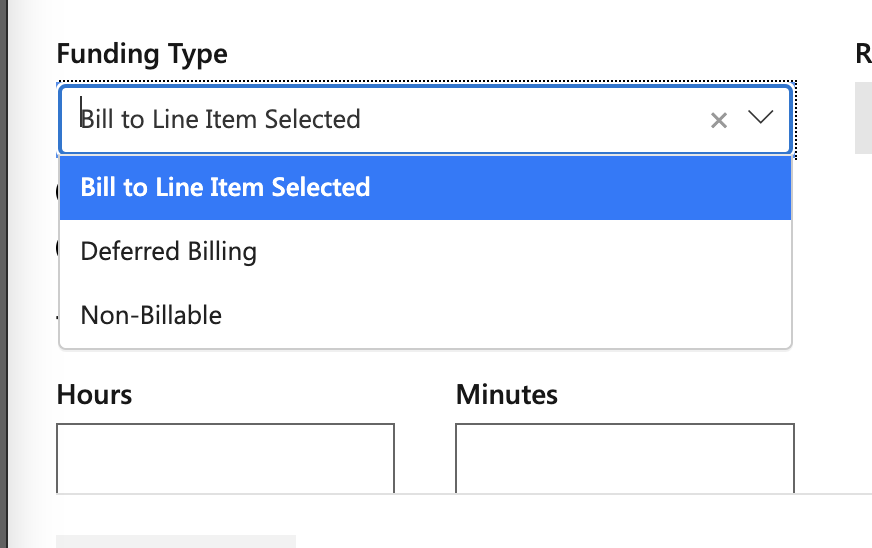 Funding Type
Bill to Line Item Selected
Bill to Line Item Selected
Deferred Billing
Non-Billable
Hours
Minutes